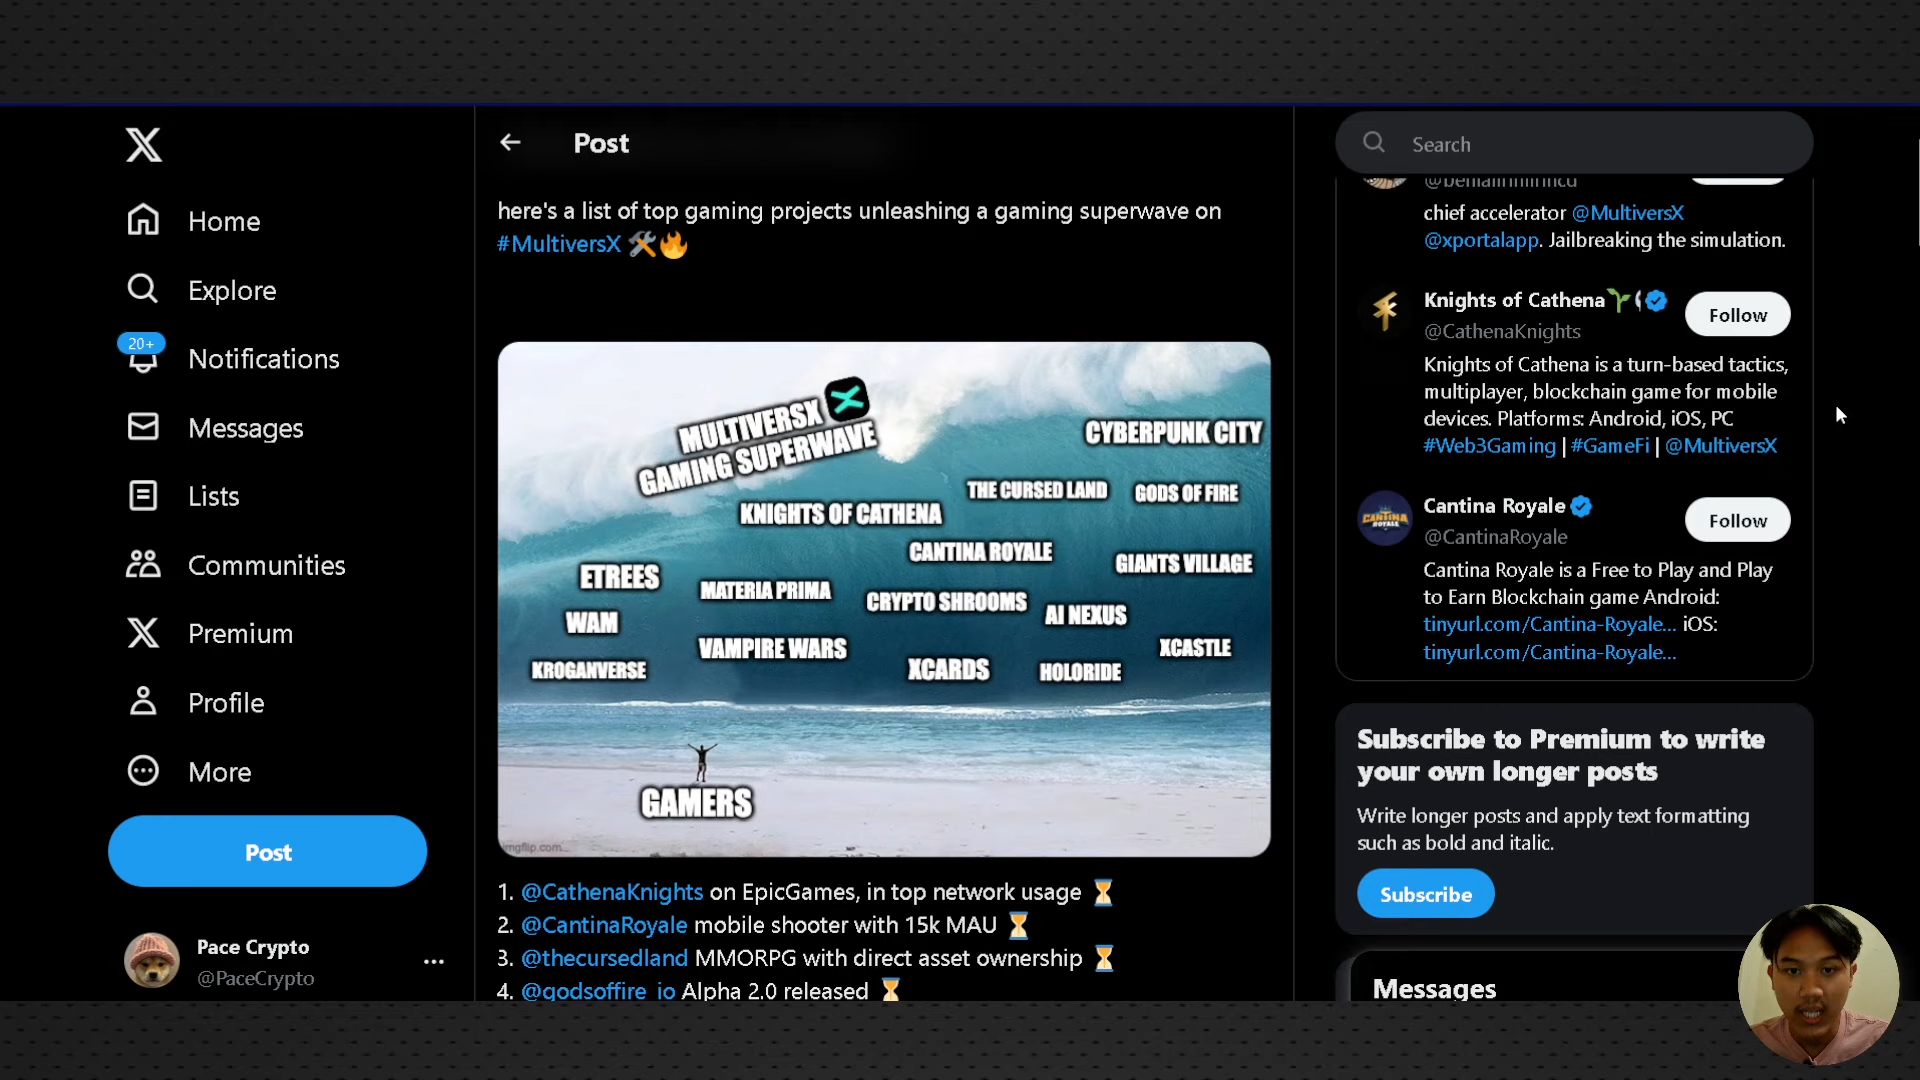 Post
Search
here's a list of top gaming projects unleashing a gaming superwave on
#MultiversX 🛠️🔥
MULTIVERSX
GAMING SUPERWAVE
CYBERPUNK CITY
THE CURSED LAND
GODS OF FIRE
KNIGHTS OF CATHENA
CANTINA ROYALE
GIANTS VILLAGE
ETREES
MATERIA PRIMA
CRYPTO SHROOMS
AI NEXUS
WAM
VAMPIRE WARS
XCASTLE
KROGANVERSE
XCARDS
HOLORIDE
GAMERS
imgflip.com
1. @CathenaKnights on EpicGames, in top network usage ⏳
2. @CantinaRoyale mobile shooter with 15k MAU ⏳
3. @thecursedland MMORPG with direct asset ownership ⏳
4. @godsoffire_io Alpha 2.0 released ⏳
Home
Explore
20+
Notifications
Messages
Lists
Communities
Premium
Profile
More
Post
Pace Crypto
@PaceCrypto
chief accelerator @MultiversX
@xportalapp. Jailbreaking the simulation.
Knights of Cathena
Follow
@CathenaKnights
Knights of Cathena is a turn-based tactics,
multiplayer, blockchain game for mobile
devices. Platforms: Android, iOS, PC
#Web3Gaming | #GameFi | @MultiversX
CANTINA
ROYALE
Cantina Royale
Follow
@CantinaRoyale
Cantina Royale is a Free to Play and Play
to Earn Blockchain game Android:
tinyurl.com/Cantina-Royale... iOS:
tinyurl.com/Cantina-Royale...
Subscribe to Premium to write
your own longer posts
Write longer posts and apply text formatting
such as bold and italic.
Subscribe
Messages